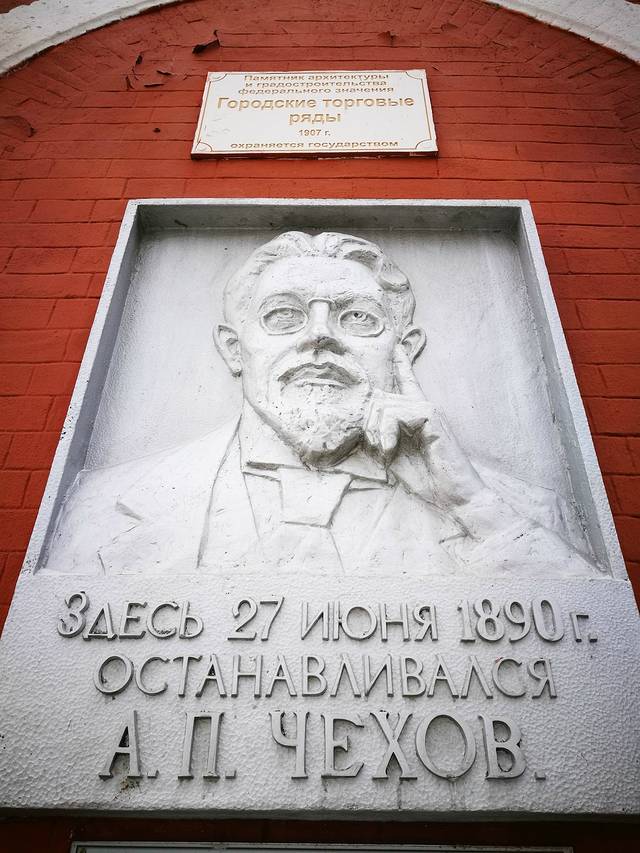 Памятник архитектуры
и градостроительства
федерального значения
Городские торговые
ряды
1907 г.
охраняется государством
Здесь 27 июня 1890 г.
останавливался
А. П. Чехов.